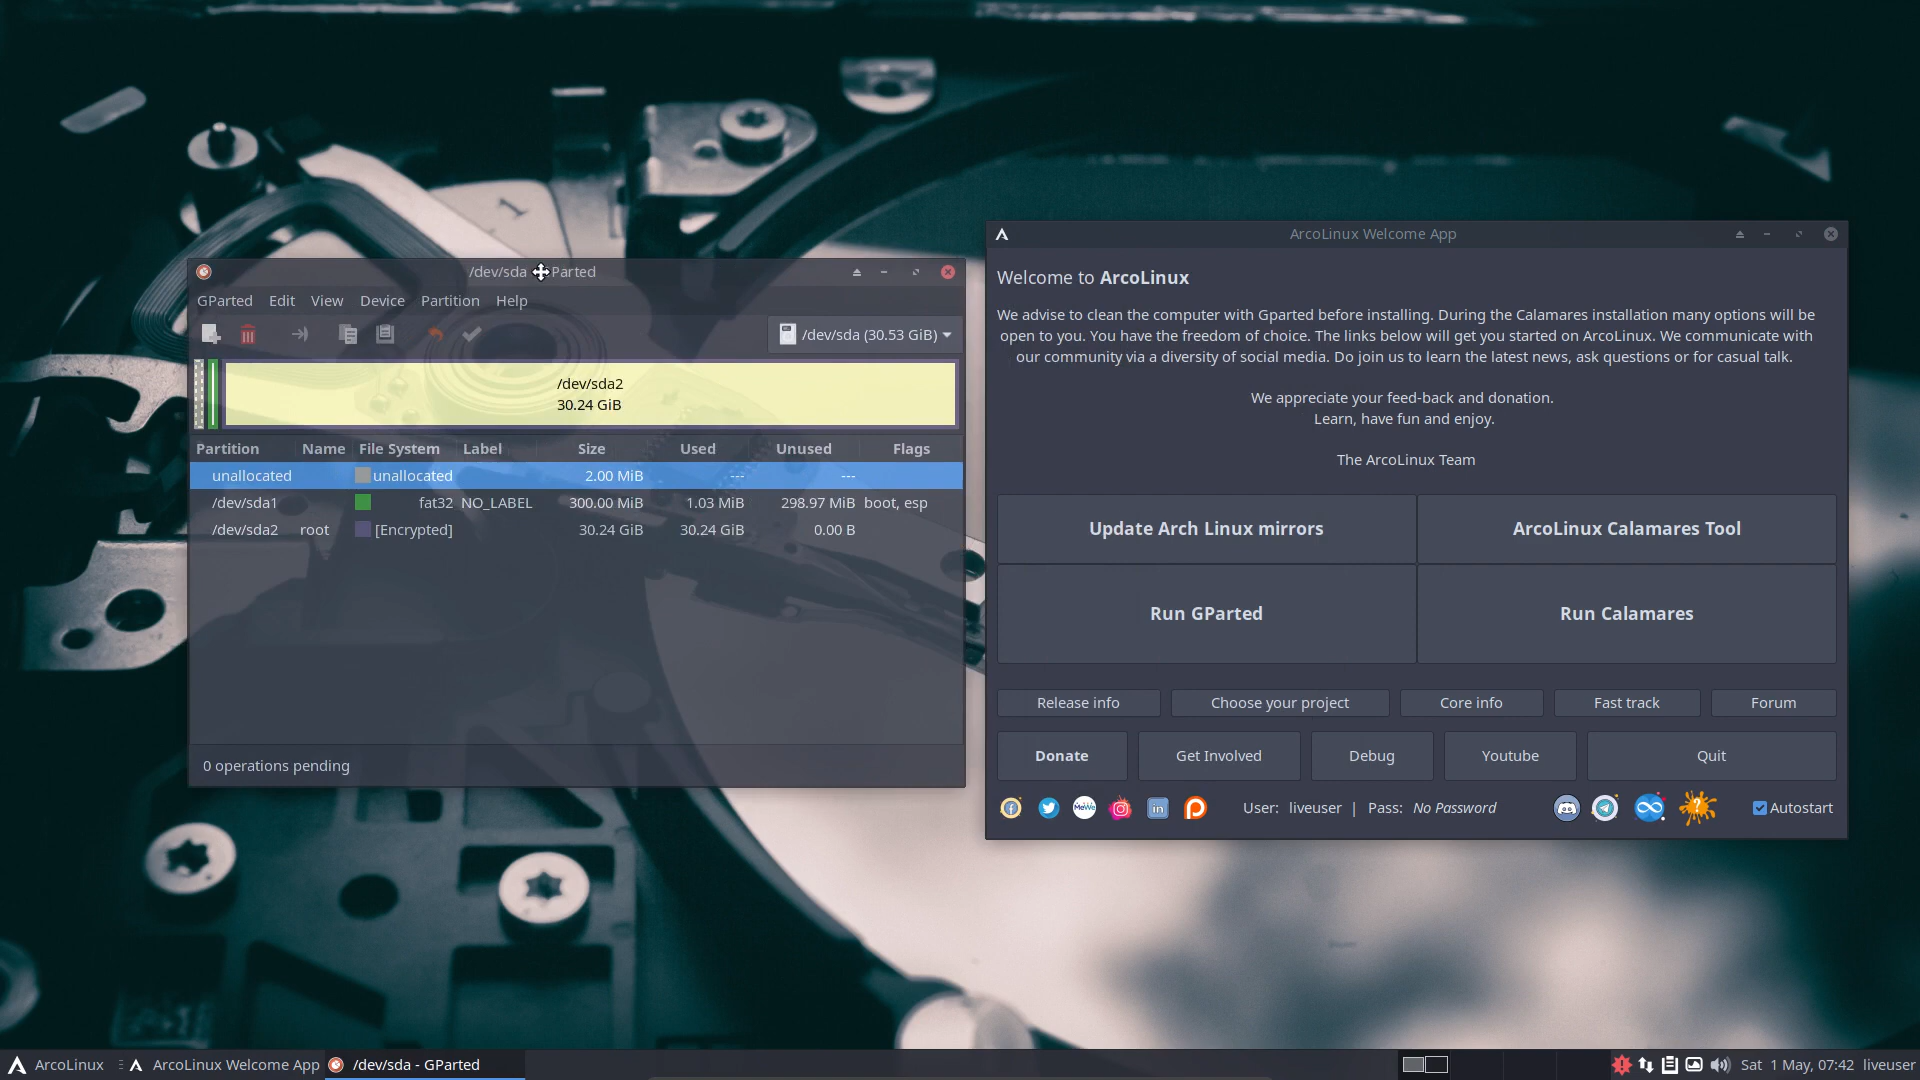 /dev/sda Parted
GParted Edit View Device Partition Help
/dev/sda (30.53 GiB)
/dev/sda2
30.24 GiB
Partition Name File System Label Size Used Unused Flags
unallocated unallocated 2.00 MiB --- ---
/dev/sda1 fat32 NO_LABEL 300.00 MiB 1.03 MiB 298.97 MiB boot, esp
/dev/sda2 root [Encrypted] 30.24 GiB 30.24 GiB 0.00 B
0 operations pending
ArcoLinux Welcome App
Welcome to ArcoLinux
We advise to clean the computer with Gparted before installing. During the Calamares installation many options will be
open to you. You have the freedom of choice. The links below will get you started on ArcoLinux. We communicate with
our community via a diversity of social media. Do join us to learn the latest news, ask questions or for casual talk.
We appreciate your feed-back and donation.
Learn, have fun and enjoy.
The ArcoLinux Team
Update Arch Linux mirrors ArcoLinux Calamares Tool
Run GParted Run Calamares
Release info Choose your project Core info Fast track Forum
Donate Get Involved Debug Youtube Quit
MeWe in User: liveuser | Pass: No Password ? Autostart
ArcoLinux ArcoLinux Welcome App /dev/sda - GParted Sat 1 May, 07:42 liveuser
1